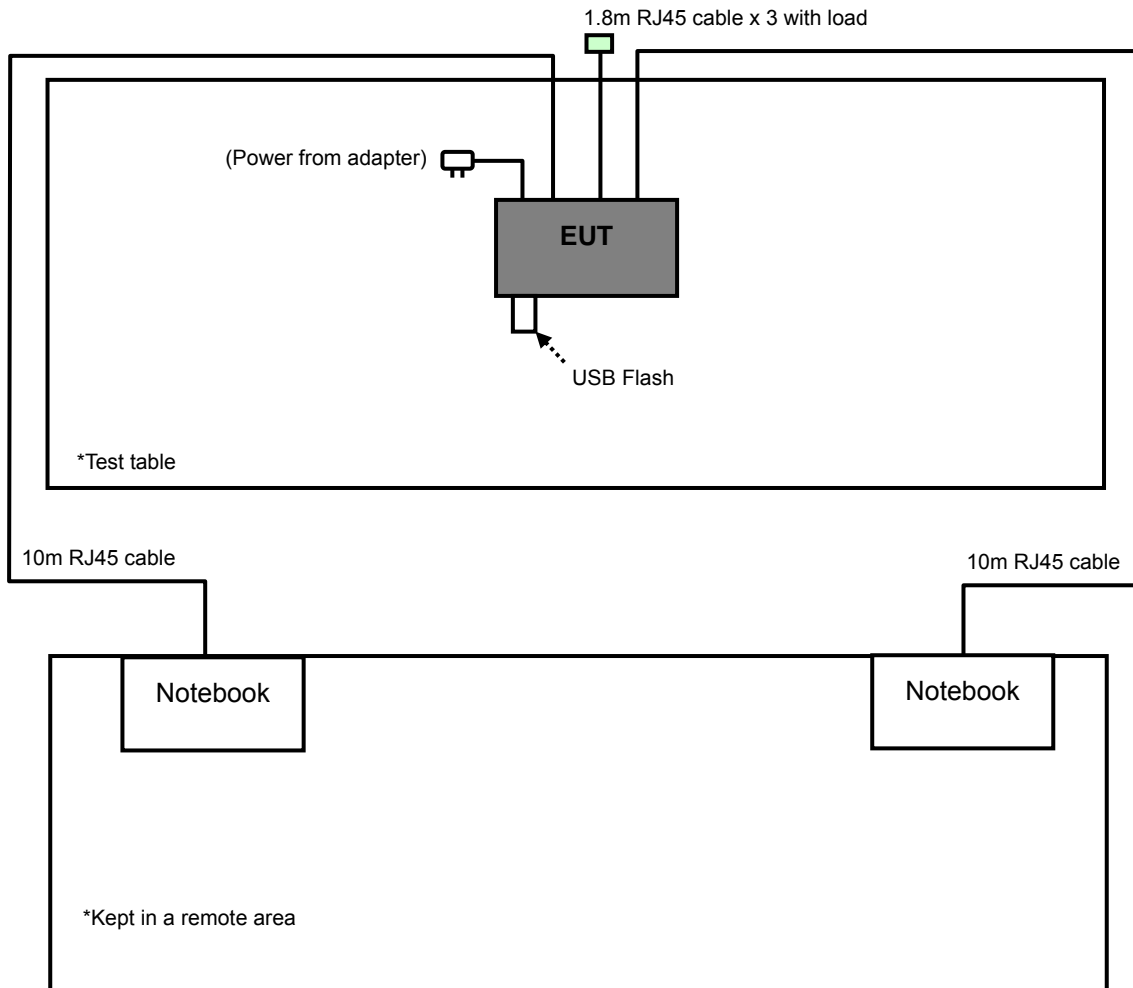 1.8m RJ45 cable x 3 with load
(Power from adapter)
EUT
USB Flash
*Test table
10m RJ45 cable
10m RJ45 cable
Notebook
Notebook
*Kept in a remote area